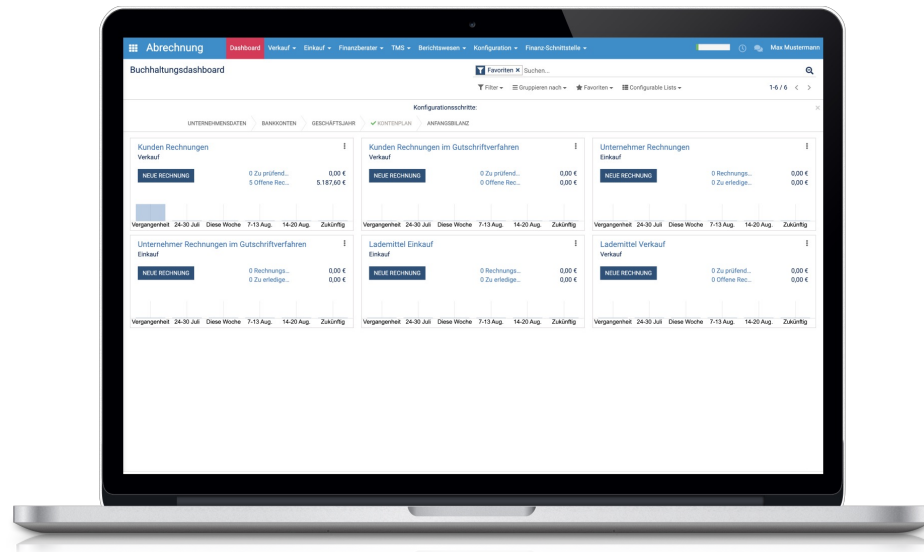 Abrechnung Dashboard Verkauf Einkauf Finanzberater TMS Berichtswesen Konfiguration Finanz-Schnittstelle Max Mustermann
Buchhaltungsdashboard Favoriten × Suchen...
Filter Gruppieren nach Favoriten Configurable Lists 1-6 / 6
Konfigurationsschritte: ×
UNTERNEHMENSDATEN BANKKONTEN GESCHÄFTSJAHR KONTENPLAN ANFANGSBILANZ
Kunden Rechnungen
Verkauf
NEUE RECHNUNG 0 Zu prüfend... 0,00 €
5 Offene Rec... 5.187,60 €
Vergangenheit 24-30 Juli Diese Woche 7-13 Aug. 14-20 Aug. Zukünftig
Kunden Rechnungen im Gutschriftverfahren
Verkauf
NEUE RECHNUNG 0 Zu prüfend... 0,00 €
0 Offene Rec... 0,00 €
Vergangenheit 24-30 Juli Diese Woche 7-13 Aug. 14-20 Aug. Zukünftig
Unternehmer Rechnungen
Einkauf
NEUE RECHNUNG 0 Rechnungs... 0,00 €
0 Zu erledige... 0,00 €
Vergangenheit 24-30 Juli Diese Woche 7-13 Aug. 14-20 Aug. Zukünftig
Unternehmer Rechnungen im Gutschriftverfahren
Einkauf
NEUE RECHNUNG 0 Rechnungs... 0,00 €
0 Zu erledige... 0,00 €
Vergangenheit 24-30 Juli Diese Woche 7-13 Aug. 14-20 Aug. Zukünftig
Lademittel Einkauf
Einkauf
NEUE RECHNUNG 0 Rechnungs... 0,00 €
0 Zu erledige... 0,00 €
Vergangenheit 24-30 Juli Diese Woche 7-13 Aug. 14-20 Aug. Zukünftig
Lademittel Verkauf
Verkauf
NEUE RECHNUNG 0 Zu prüfend... 0,00 €
0 Offene Rec... 0,00 €
Vergangenheit 24-30 Juli Diese Woche 7-13 Aug. 14-20 Aug. Zukünftig